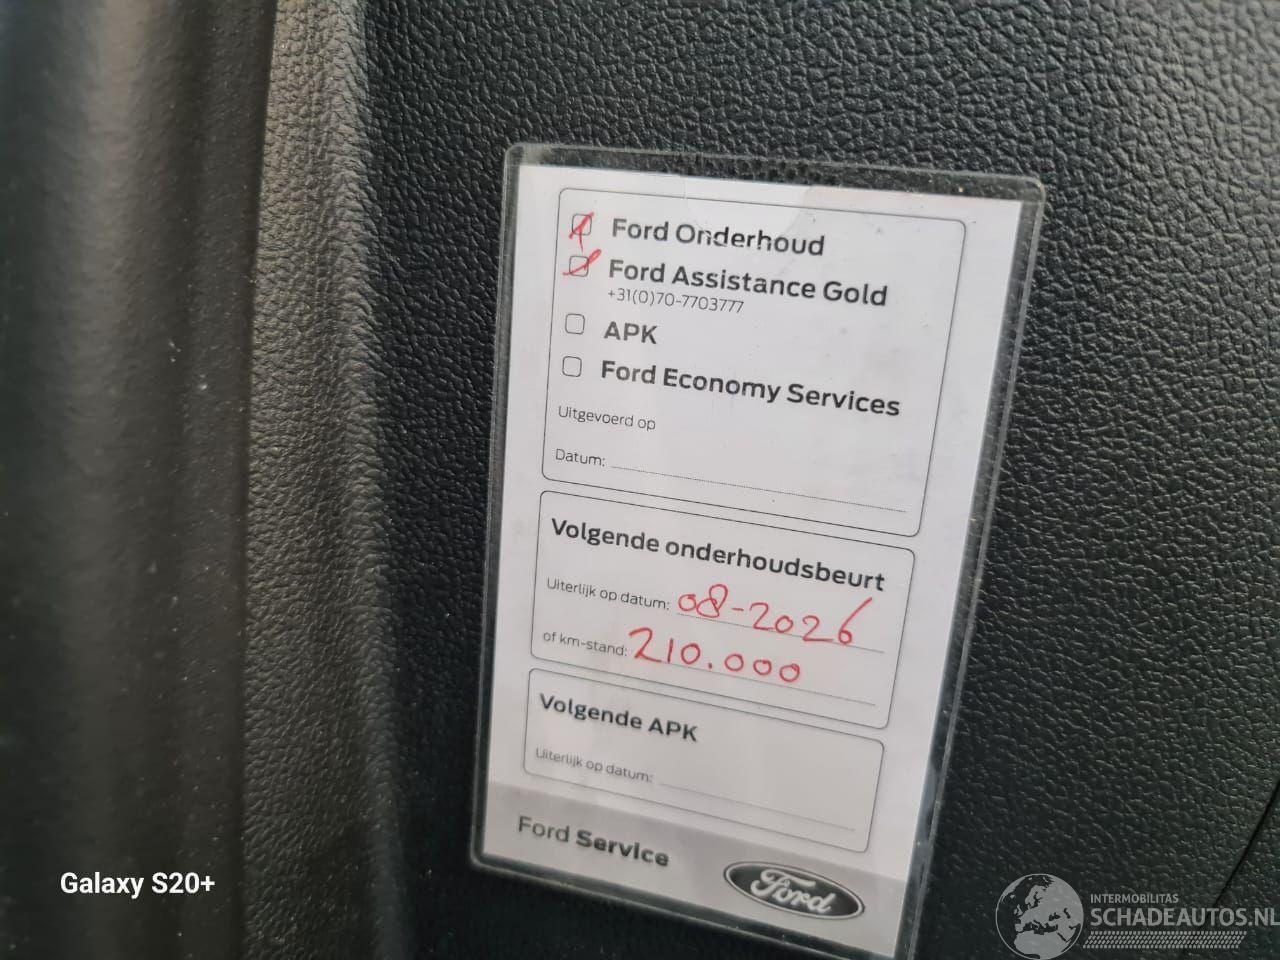 Ford Onderhoud
Ford Assistance Gold
+31(0)70-7703777
APK
Ford Economy Services
Uitgevoerd op
Datum:
Volgende onderhoudsbeurt
Uiterlijk op datum: 08-2026
of km-stand: 210.000
Volgende APK
Uiterlijk op datum:
Ford Service
Ford
Galaxy S20+
INTERMOBILITAS
SCHADEAUTOS.NL